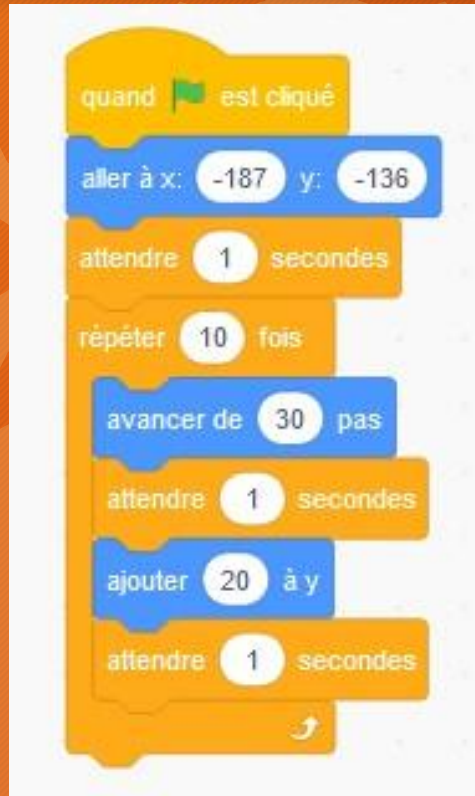 quand est cliqué
aller à x: -187 y: -136
attendre 1 secondes
répéter 10 fois
avancer de 30 pas
attendre 1 secondes
ajouter 20 à y
attendre 1 secondes